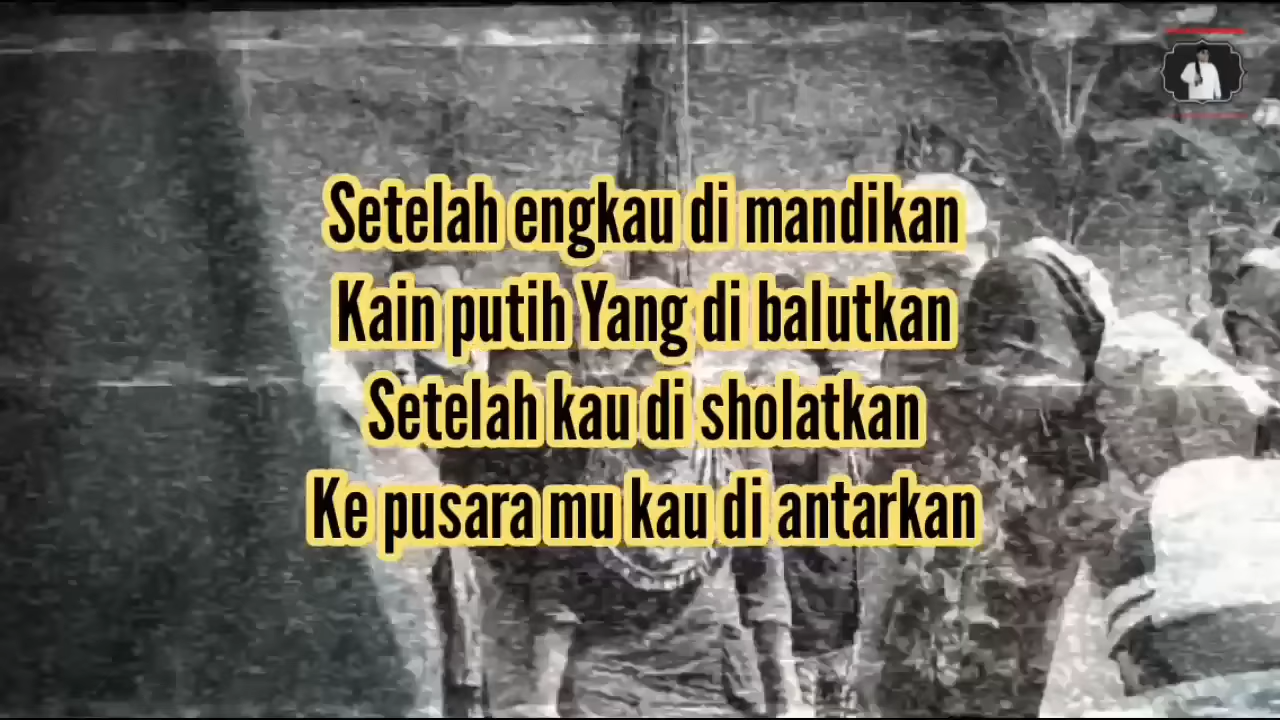 Setelah engkau di mandikan
Kain putih Yang di balutkan
Setelah kau di sholatkan
Ke pusara mu kau di antarkan